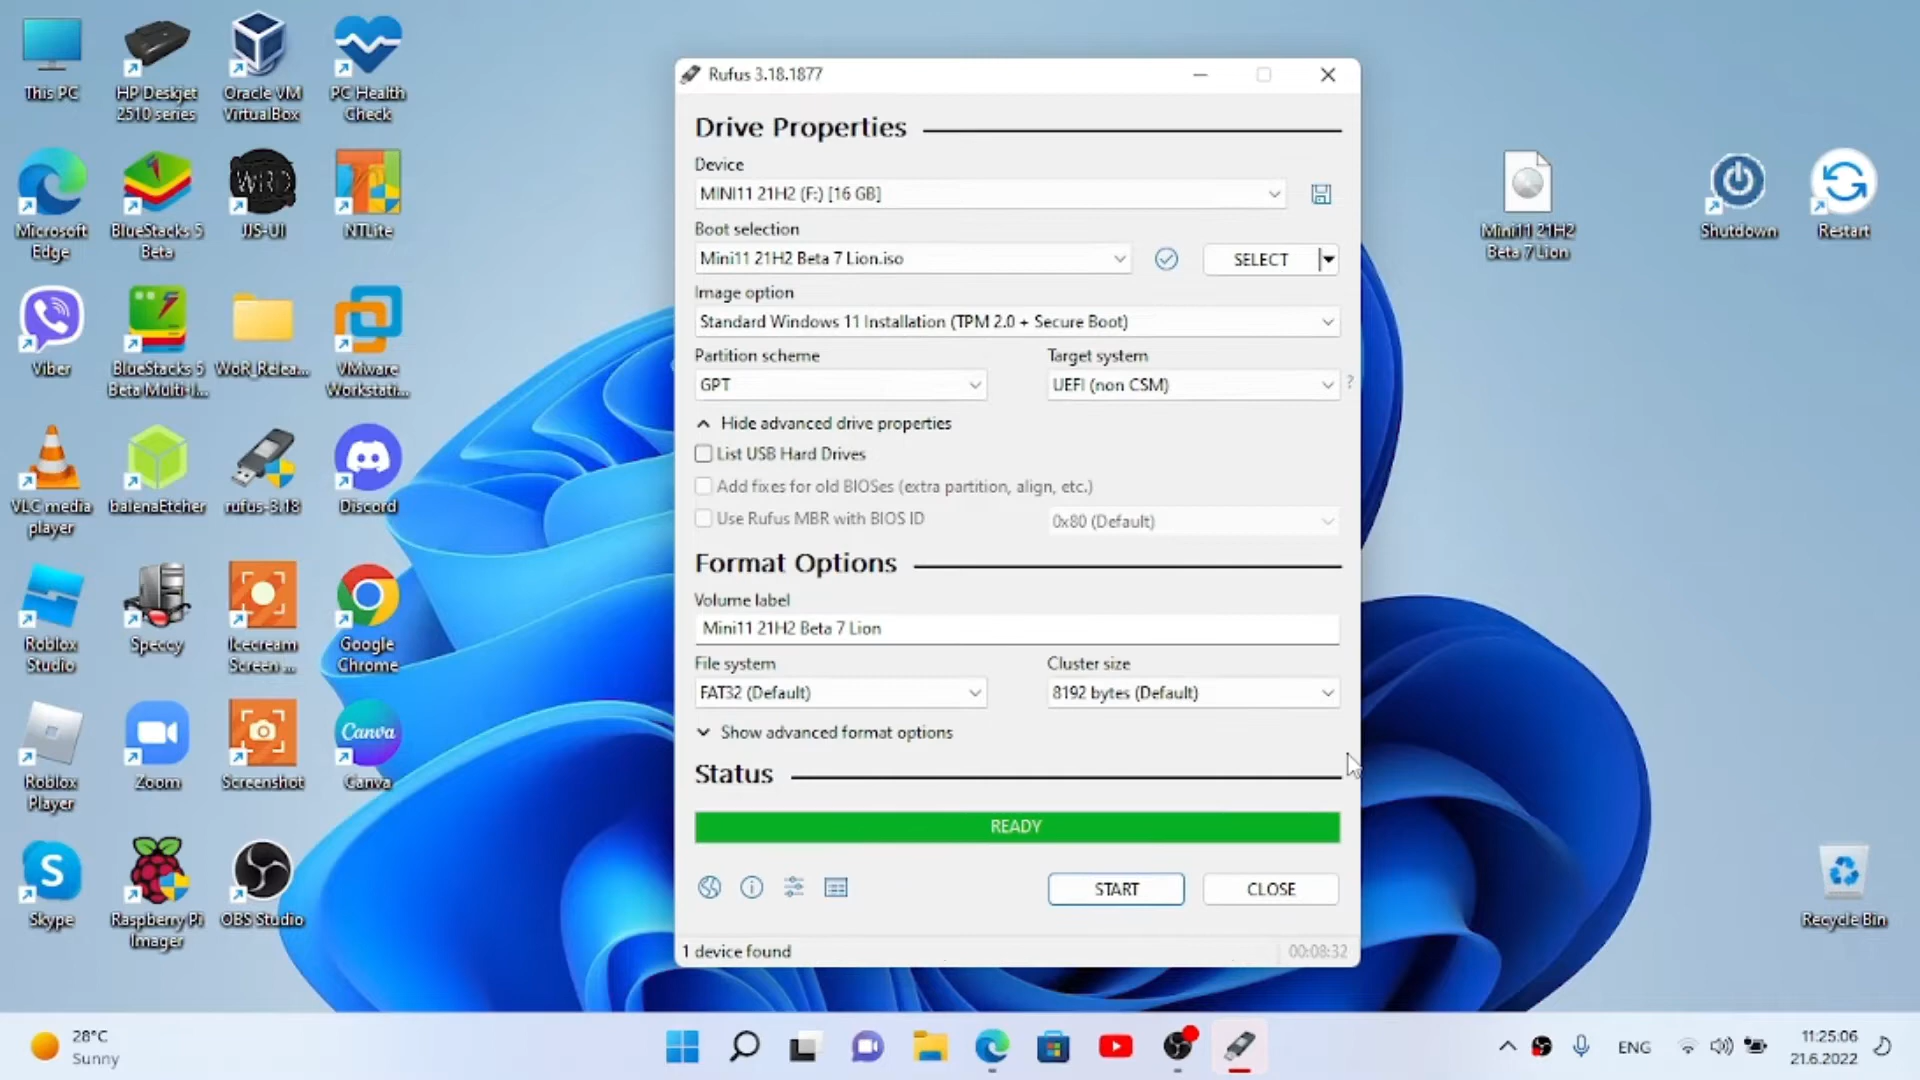 This PC
HP Deskjet
2510 series
Oracle VM
VirtualBox
PC Health
Check
Microsoft
Edge
BlueStacks 5
Beta
WRD
JJS-UI
NTLite
Viber
BlueStacks 5
Beta Multi-I...
WoR_Relea...
VMware
Workstati...
VLC media
player
balenaEtcher
rufus-3.18
Discord
Roblox
Studio
Speccy
Icecream
Screen ...
Google
Chrome
Roblox
Player
Zoom
Screenshot
Canva
Canva
Skype
Raspberry Pi
Imager
OBS Studio
Rufus 3.18.1877
Drive Properties
Device
MINI11 21H2 (F:) [16 GB]
Boot selection
Mini11 21H2 Beta 7 Lion.iso
SELECT
Image option
Standard Windows 11 Installation (TPM 2.0 + Secure Boot)
Partition scheme
Target system
GPT
UEFI (non CSM)
?
Hide advanced drive properties
List USB Hard Drives
Add fixes for old BIOSes (extra partition, align, etc.)
Use Rufus MBR with BIOS ID
0x80 (Default)
Format Options
Volume label
Mini11 21H2 Beta 7 Lion
File system
Cluster size
FAT32 (Default)
8192 bytes (Default)
Show advanced format options
Status
READY
START
CLOSE
1 device found
00:08:32
Mini11 21H2
Beta 7 Lion
Shutdown
Restart
Recycle Bin
28°C
Sunny
ENG
11:25:06
21.6.2022